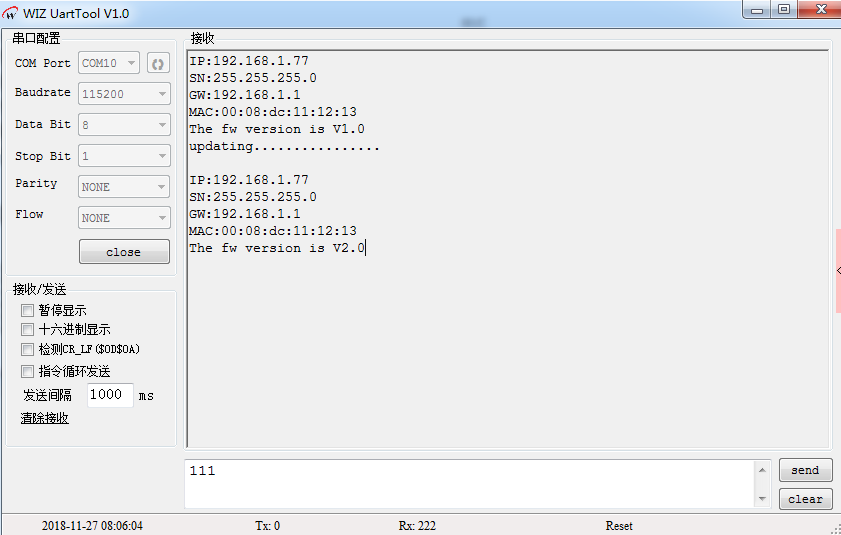 WIZ UartTool V1.0
串口配置
COM Port COM10
Baudrate 115200
Data Bit 8
Stop Bit 1
Parity NONE
Flow NONE
close
接收/发送
暂停显示
十六进制显示
检测CR_LF($0D$0A)
指令循环发送
发送间隔 1000 ms
清除接收
接收
IP:192.168.1.77
SN:255.255.255.0
GW:192.168.1.1
MAC:00:08:dc:11:12:13
The fw version is V1.0
updating................
IP:192.168.1.77
SN:255.255.255.0
GW:192.168.1.1
MAC:00:08:dc:11:12:13
The fw version is V2.0
111
send
clear
2018-11-27 08:06:04 Tx: 0 Rx: 222 Reset